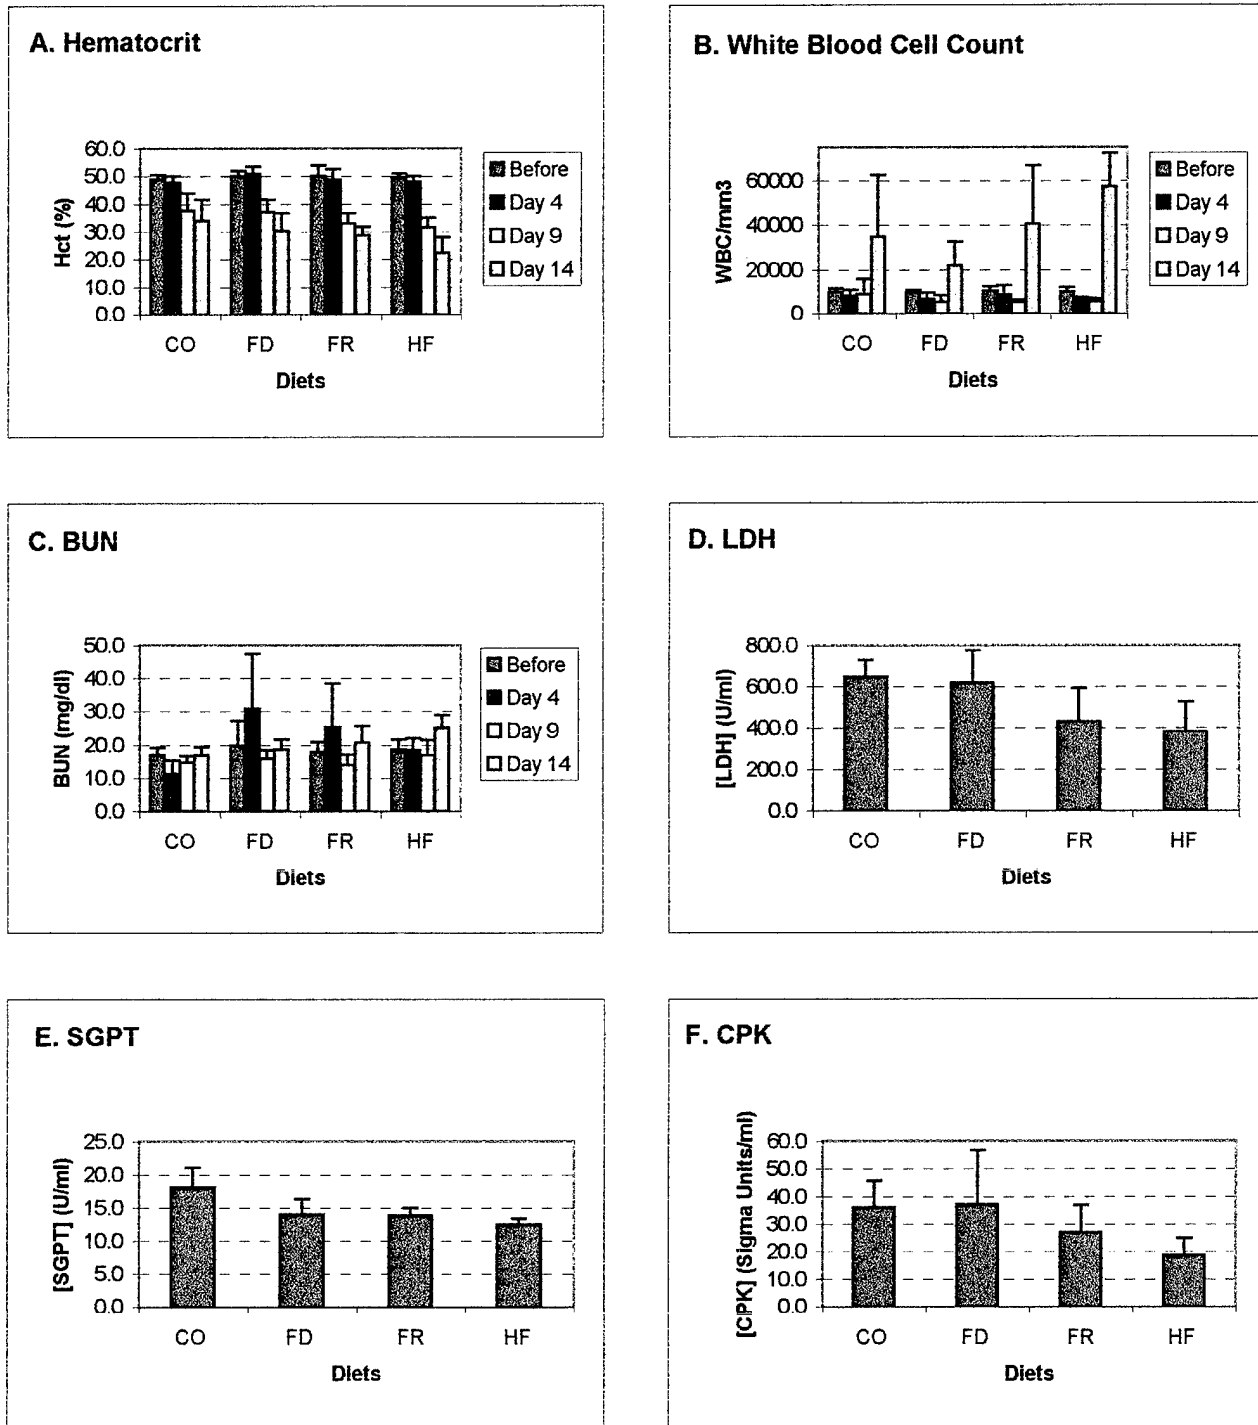 A. Hematocrit
Hct (%)
60.0
50.0
40.0
30.0
20.0
10.0
0.0
CO FD FR HF
Diets
Before
Day 4
Day 9
Day 14
B. White Blood Cell Count
WBC/mm3
60000
40000
20000
0
CO FD FR HF
Diets
Before
Day 4
Day 9
Day 14
C. BUN
BUN (mg/dl)
50.0
40.0
30.0
20.0
10.0
0.0
CO FD FR HF
Diets
Before
Day 4
Day 9
Day 14
D. LDH
[LDH] (U/ml)
800.0
600.0
400.0
200.0
0.0
CO FD FR HF
Diets
E. SGPT
[SGPT] (U/ml)
25.0
20.0
15.0
10.0
5.0
0.0
CO FD FR HF
Diets
F. CPK
[CPK] (Sigma Units/ml)
60.0
50.0
40.0
30.0
20.0
10.0
0.0
CO FD FR HF
Diets